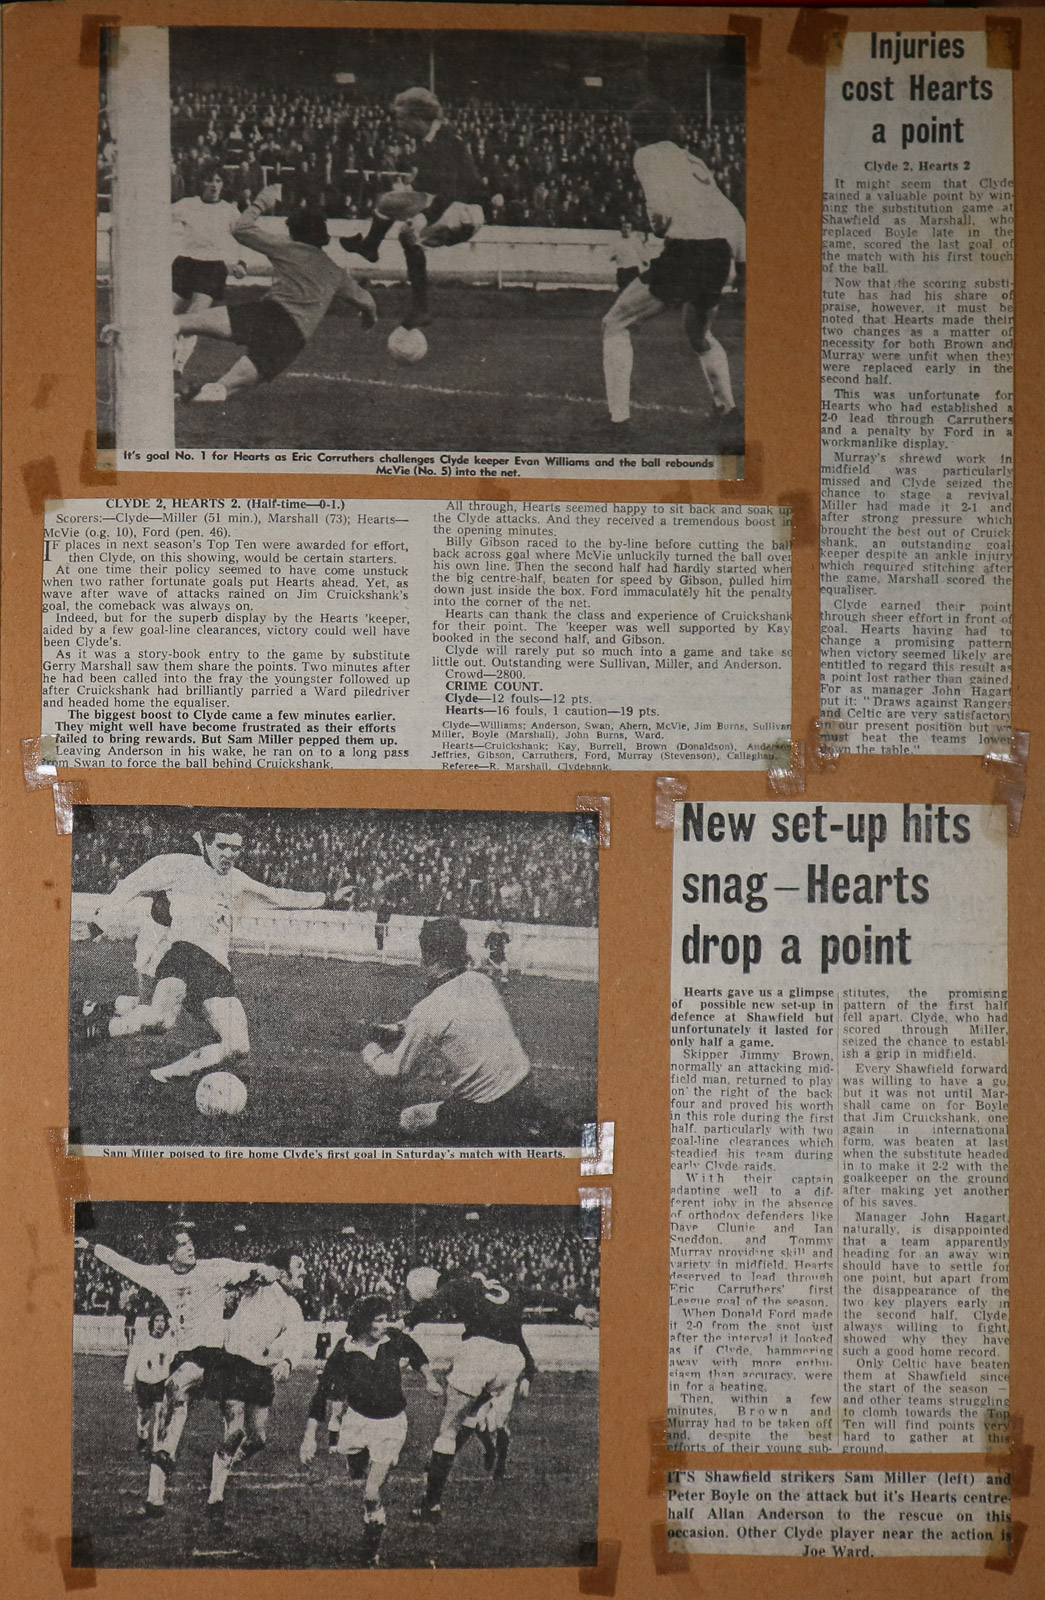 It's goal No. 1 for Hearts as Eric Carruthers challenges Clyde keeper Evan Williams and the ball rebounds
McVie (No. 5) into the net.
Injuries
cost Hearts
a point
Clyde 2, Hearts 2
It might seem that Clyde
gained a valuable point by win-
ning the substitution game at
Shawfield as Marshall, who
replaced Boyle late in the
game, scored the last goal of
the match with his first touch
of the ball.
Now that the scoring substi-
tute has had his share of
praise, however, it must be
noted that Hearts made their
two changes as a matter of
necessity for both Brown and
Murray were unfit when they
were replaced early in the
second half.
This was unfortunate for
Hearts who had established a
2-0 lead through Carruthers
and a penalty by Ford in a
workmanlike display.
Murray's shrewd work in
midfield was particularly
missed and Clyde seized the
chance to stage a revival.
Miller had made it 2-1 and
after strong pressure which
brought the best out of Cruick-
shank, an outstanding goal-
keeper despite an ankle injury
which required stitching after
the game, Marshall scored the
equaliser.
Clyde earned their point
through sheer effort in front of
goal. Hearts having had to
change a promising pattern
when victory seemed likely are
entitled to regard this result as
a point lost rather than gained.
For as manager John Hagart
put it: " Draws against Rangers
and Celtic are very satisfactory
in our present position but we
must beat the teams lower
down the table."
CLYDE 2, HEARTS 2. (Half-time—0-1.)
Scorers:—Clyde—Miller (51 min.), Marshall (73); Hearts—
McVie (o.g. 10), Ford (pen. 46).
IF places in next season's Top Ten were awarded for effort,
then Clyde, on this showing, would be certain starters.
At one time their policy seemed to have come unstuck
when two rather fortunate goals put Hearts ahead. Yet, as
wave after wave of attacks rained on Jim Cruickshank's
goal, the comeback was always on.
Indeed, but for the superb display by the Hearts 'keeper,
aided by a few goal-line clearances, victory could well have
been Clyde's.
As it was a story-book entry to the game by substitute
Gerry Marshall saw them share the points. Two minutes after
he had been called into the fray the youngster followed up
after Cruickshank had brilliantly parried a Ward piledriver
and headed home the equaliser.
The biggest boost to Clyde came a few minutes earlier.
They might well have become frustrated as their efforts
failed to bring rewards. But Sam Miller pepped them up.
Leaving Anderson in his wake, he ran on to a long pass
from Swan to force the ball behind Cruickshank.
All through, Hearts seemed happy to sit back and soak up
the Clyde attacks. And they received a tremendous boost in
the opening minutes.
Billy Gibson raced to the by-line before cutting the ball
back across goal where McVie unluckily turned the ball over
his own line. Then the second half had hardly started when
the big centre-half, beaten for speed by Gibson, pulled him
down just inside the box. Ford immaculately hit the penalty
into the corner of the net.
Hearts can thank the class and experience of Cruickshank
for their point. The 'keeper was well supported by Kay,
booked in the second half, and Gibson.
Clyde will rarely put so much into a game and take so
little out. Outstanding were Sullivan, Miller, and Anderson.
Crowd—2800.
CRIME COUNT.
Clyde—12 fouls—12 pts.
Hearts—16 fouls, 1 caution—19 pts.
Clyde—Williams; Anderson, Swan, Ahern, McVie, Jim Burns, Sullivan
Miller, Boyle (Marshall), John Burns, Ward.
Hearts—Cruickshank; Kay, Burrell, Brown (Donaldson), Anderson
Jeffries, Gibson, Carruthers, Ford, Murray (Stevenson), Callaghan.
Referee—R. Marshall, Clydebank.
Sam Miller poised to fire home Clyde's first goal in Saturday's match with Hearts.
New set-up hits
snag—Hearts
drop a point
Hearts gave us a glimpse
of possible new set-up in
defence at Shawfield but
unfortunately it lasted for
only half a game.
Skipper Jimmy Brown,
normally an attacking mid-
field man, returned to play
on the right of the back
four and proved his worth
in this role during the first
half, particularly with two
goal-line clearances which
steadied his team during
early Clyde raids.
With their captain
adapting well to a dif-
ferent joby in the absence
of orthodox defenders like
Dave Clunie and Ian
Sneddon, and Tommy
Murray providing skill and
variety in midfield, Hearts
deserved to lead through
Eric Carruthers' first
League goal of the season.
When Donald Ford made
it 2-0 from the spot just
after the interval it looked
as if Clyde, hammering
away with more enthu-
siasm than accuracy, were
in for a beating.
Then, within a few
minutes, Brown and
Murray had to be taken off
and, despite the best
efforts of their young sub-
stitutes, the promising
pattern of the first half
fell apart. Clyde, who had
scored through Miller,
seized the chance to establ-
ish a grip in midfield.
Every Shawfield forward
was willing to have a go,
but it was not until Mar-
shall came on for Boyle
that Jim Cruickshank, one
again in international
form, was beaten at last
when the substitute headed
in to make it 2-2 with the
goalkeeper on the ground
after making yet another
of his saves.
Manager John Hagart,
naturally, is disappointed
that a team apparently
heading for an away win
should have to settle for
one point, but apart from
the disappearance of the
two key players early in
the second half, Clyde,
always willing to fight,
showed why they have
such a good home record.
Only Celtic have beaten
them at Shawfield since
the start of the season —
and other teams struggling
to clomb towards the Top
Ten will find points very
hard to gather at this
ground.
IT'S Shawfield strikers Sam Miller (left) and
Peter Boyle on the attack but it's Hearts centre-
half Allan Anderson to the rescue on this
occasion. Other Clyde player near the action is
Joe Ward.